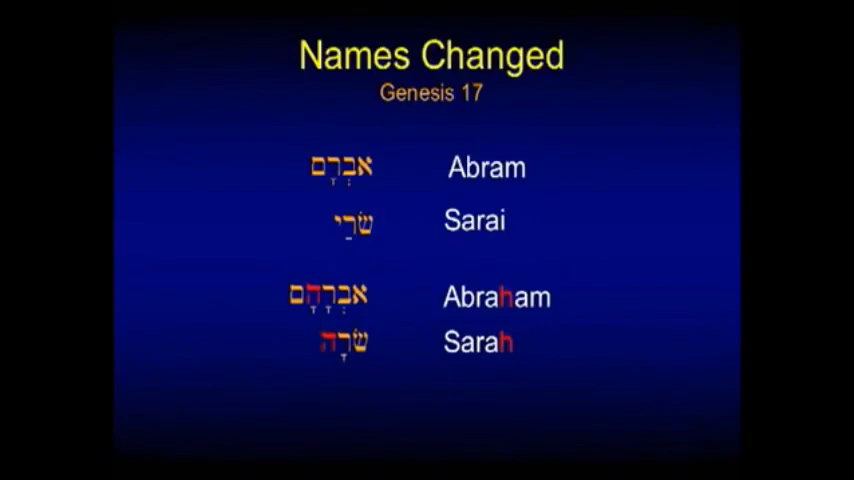 Names Changed
Genesis 17
אַבְרָם Abram
שָׂרַי Sarai
אַבְרָהָם Abraham
שָׂרָה Sarah